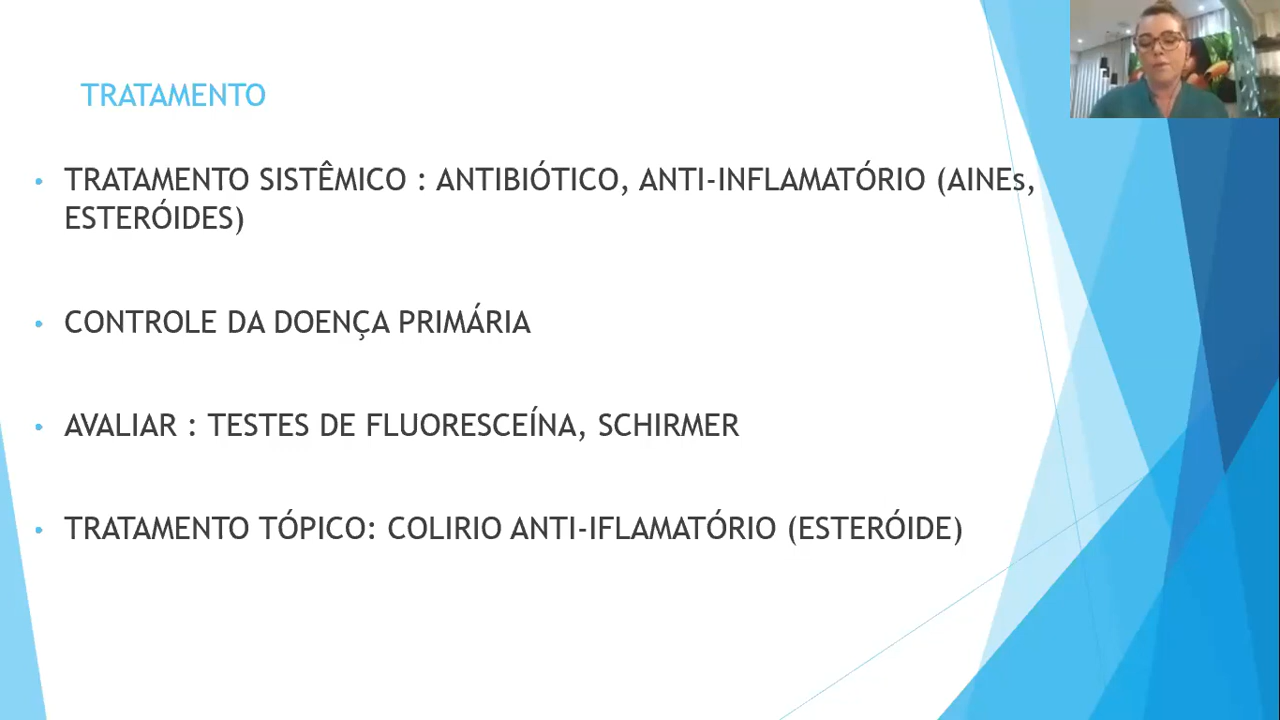 TRATAMENTO
• TRATAMENTO SISTÊMICO : ANTIBIÓTICO, ANTI-INFLAMATÓRIO (AINEs,
ESTERÓIDES)
• CONTROLE DA DOENÇA PRIMÁRIA
• AVALIAR : TESTES DE FLUORESCEÍNA, SCHIRMER
• TRATAMENTO TÓPICO: COLIRIO ANTI-IFLAMATÓRIO (ESTERÓIDE)